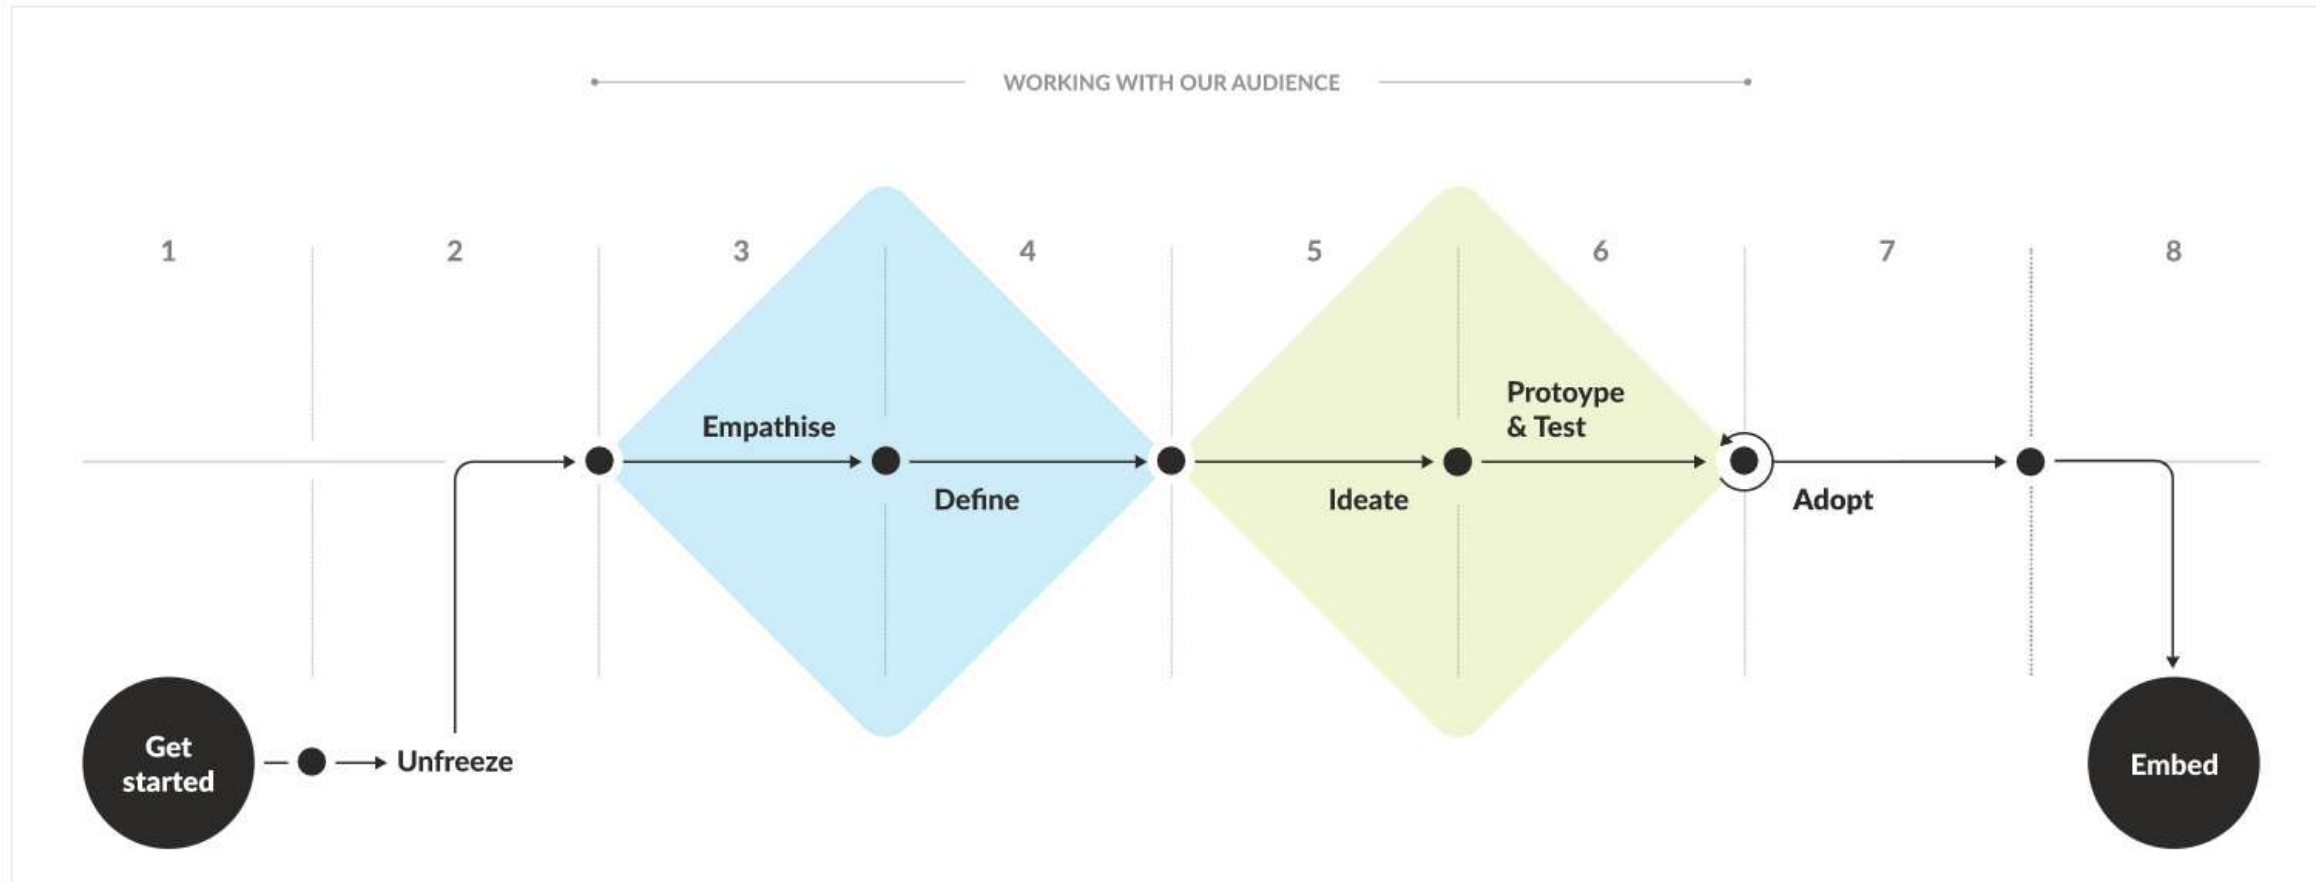 WORKING WITH OUR AUDIENCE
1
2
3
4
5
6
7
8
Empathise
Define
Ideate
Protoype
& Test
Adopt
Get
started
Unfreeze
Embed